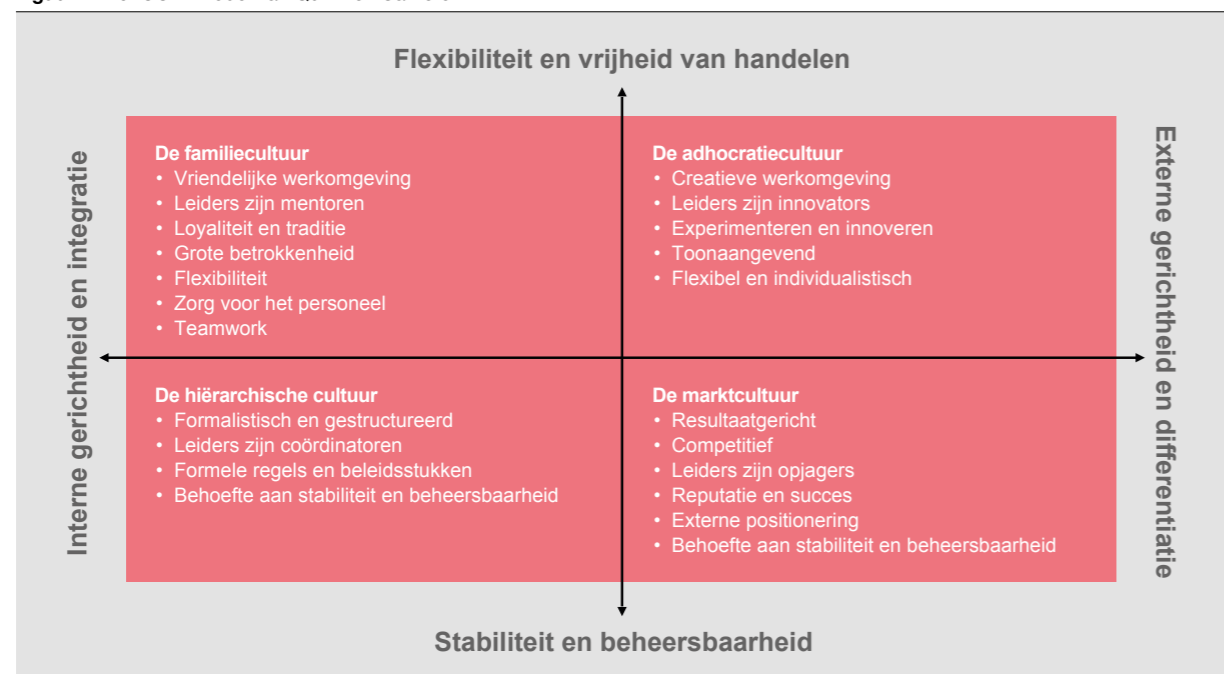 Flexibiliteit en vrijheid van handelen
Interne gerichtheid en integratie
De familiecultuur
• Vriendelijke werkomgeving
• Leiders zijn mentoren
• Loyaliteit en traditie
• Grote betrokkenheid
• Flexibiliteit
• Zorg voor het personeel
• Teamwork
De adhocratiecultuur
• Creatieve werkomgeving
• Leiders zijn innovators
• Experimenteren en innoveren
• Toonaangevend
• Flexibel en individualistisch
De hiërarchische cultuur
• Formalistisch en gestructureerd
• Leiders zijn coördinatoren
• Formele regels en beleidsstukken
• Behoefte aan stabiliteit en beheersbaarheid
De marktcultuur
• Resultaatgericht
• Competitief
• Leiders zijn opjagers
• Reputatie en succes
• Externe positionering
• Behoefte aan stabiliteit en beheersbaarheid
Externe gerichtheid en differentiatie
Stabiliteit en beheersbaarheid